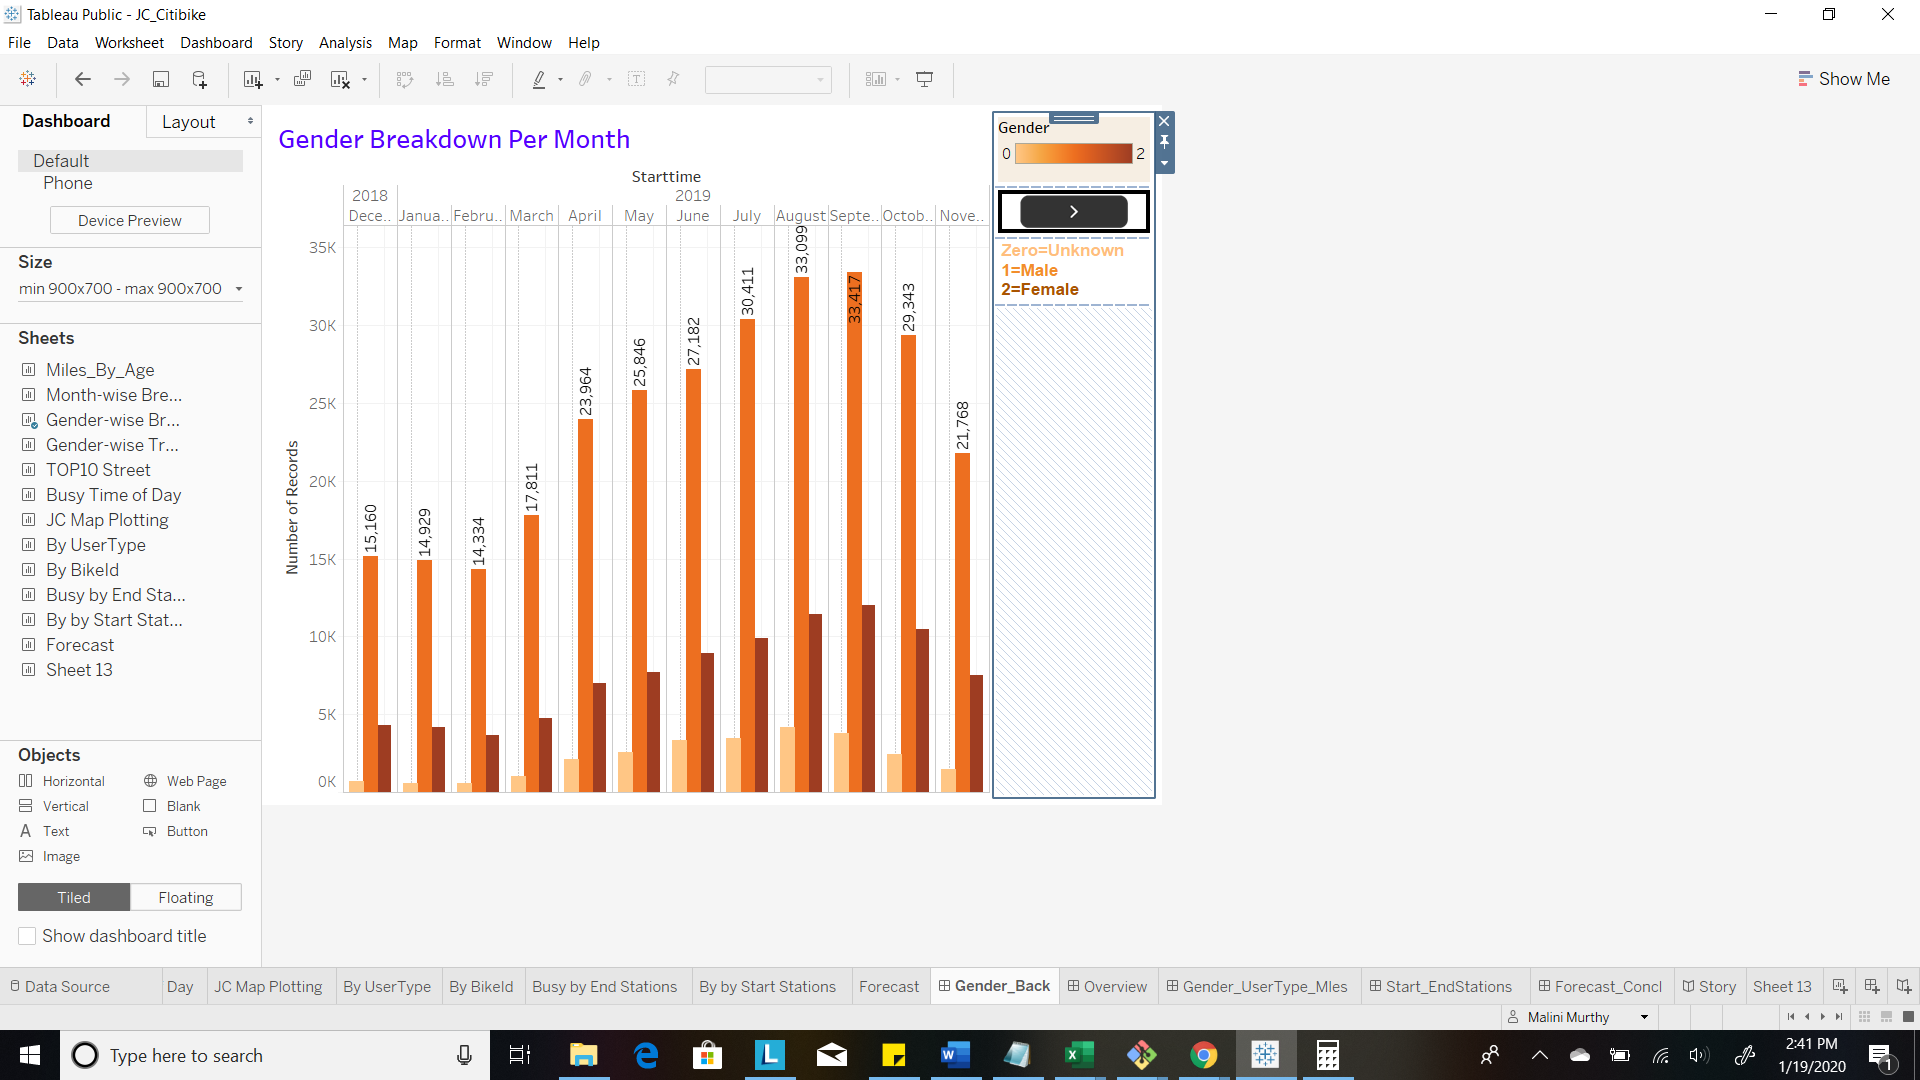 Tableau Public - JC_Citibike
File Data Worksheet Dashboard Story Analysis Map Format Window Help
Show Me
Dashboard Layout
Default
Phone
Device Preview
Size
min 900x700 - max 900x700
Sheets
Miles_By_Age
Month-wise Bre...
Gender-wise Br...
Gender-wise Tr...
TOP10 Street
Busy Time of Day
JC Map Plotting
By UserType
By BikeId
Busy by End Sta...
By by Start Stat...
Forecast
Sheet 13
Objects
Horizontal Web Page
Vertical Blank
Text Button
Image
Tiled Floating
Show dashboard title
Gender Breakdown Per Month
Starttime
2018 2019
Dece.. Janua.. Febru.. March April May June July August Septe.. Octob.. Nove..
Number of Records
35K
30K
25K
20K
15K
10K
5K
0K
15,160
14,929
14,334
17,811
23,964
25,846
27,182
30,411
33,099
33,417
29,343
21,768
Gender
0 2
Zero=Unknown
1=Male
2=Female
Data Source Day JC Map Plotting By UserType By BikeId Busy by End Stations By by Start Stations Forecast Gender_Back Overview Gender_UserType_Mles Start_EndStations Forecast_Concl Story Sheet 13
Malini Murthy
Type here to search
2:41 PM
1/19/2020
1